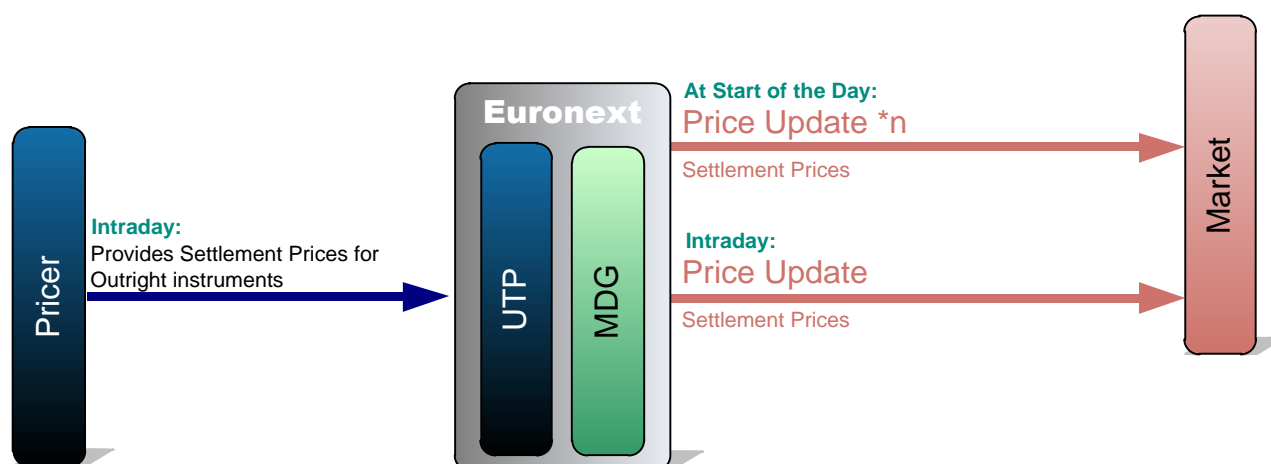 Pricer
Intraday:
Provides Settlement Prices for
Outright instruments
Euronext
UTP
MDG
At Start of the Day:
Price Update *n
Settlement Prices
Intraday:
Price Update
Settlement Prices
Market